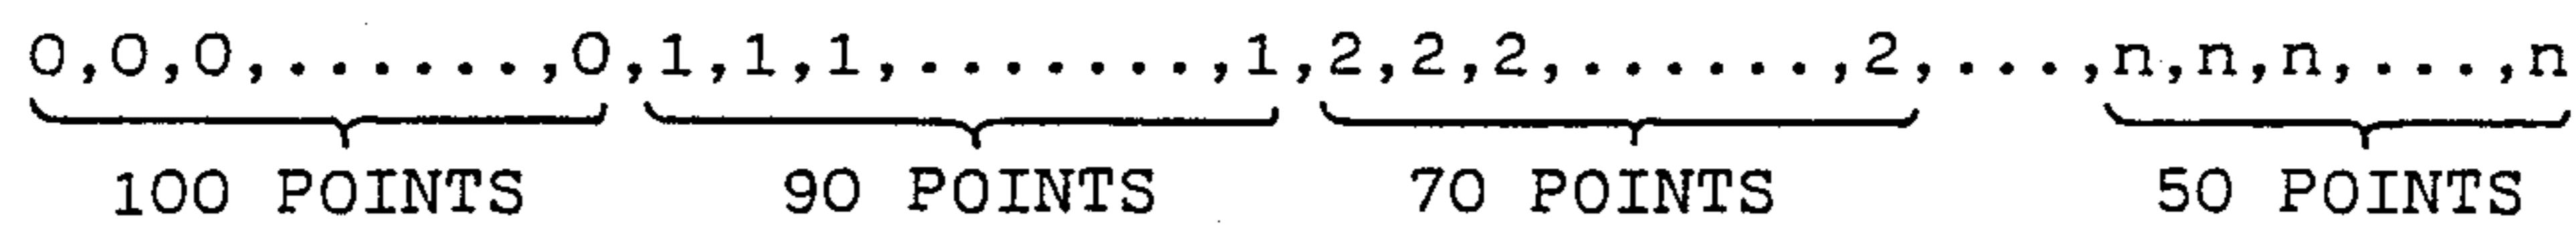 0,0,0,......,0,1,1,1,.......,1,2,2,2,......,2,...,n,n,n,...,n
100 POINTS 90 POINTS 70 POINTS 50 POINTS